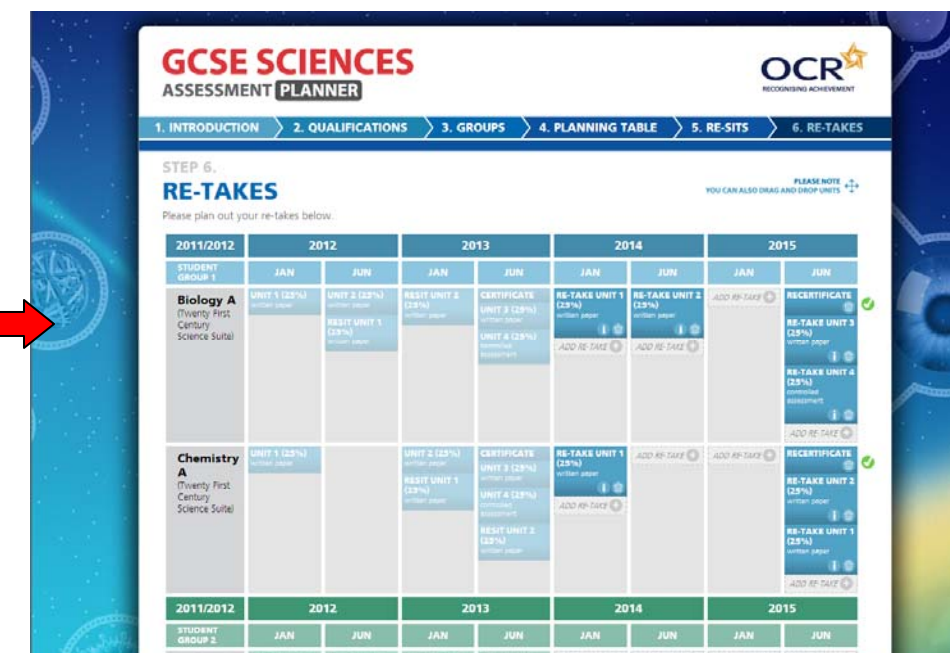 GCSE SCIENCES
ASSESSMENT PLANNER
OCR
RECOGNISING ACHIEVEMENT
1. INTRODUCTION 2. QUALIFICATIONS 3. GROUPS 4. PLANNING TABLE 5. RE-SITS 6. RE-TAKES
STEP 6.
RE-TAKES
PLEASE NOTE
YOU CAN ALSO DRAG AND DROP UNITS
Please plan out your re-takes below.
2011/2012 2012 2013 2014 2015
STUDENT
GROUP 1
JAN JUN JAN JUN JAN JUN JAN JUN
Biology A
(Twenty First
Century
Science Suite)
UNIT 1 (25%)
written paper
UNIT 2 (25%)
written paper
RESIT UNIT 1
(25%)
written paper
RESIT UNIT 2
(25%)
written paper
CERTIFICATE
UNIT 3 (25%)
written paper
UNIT 4 (25%)
controlled
assessment
RE-TAKE UNIT 1
(25%)
written paper
ADD RE-TAKE
RE-TAKE UNIT 2
(25%)
written paper
ADD RE-TAKE
ADD RE-TAKE
RECERTIFICATE
RE-TAKE UNIT 3
(25%)
written paper
RE-TAKE UNIT 4
(25%)
controlled
assessment
ADD RE-TAKE
Chemistry
A
(Twenty First
Century
Science Suite)
UNIT 1 (25%)
written paper
UNIT 2 (25%)
written paper
RESIT UNIT 1
(25%)
written paper
CERTIFICATE
UNIT 3 (25%)
written paper
UNIT 4 (25%)
controlled
assessment
RESIT UNIT 2
(25%)
written paper
RE-TAKE UNIT 1
(25%)
written paper
ADD RE-TAKE
ADD RE-TAKE
ADD RE-TAKE
RECERTIFICATE
RE-TAKE UNIT 2
(25%)
written paper
RE-TAKE UNIT 1
(25%)
written paper
ADD RE-TAKE
2011/2012 2012 2013 2014 2015
STUDENT
GROUP 2
JAN JUN JAN JUN JAN JUN JAN JUN